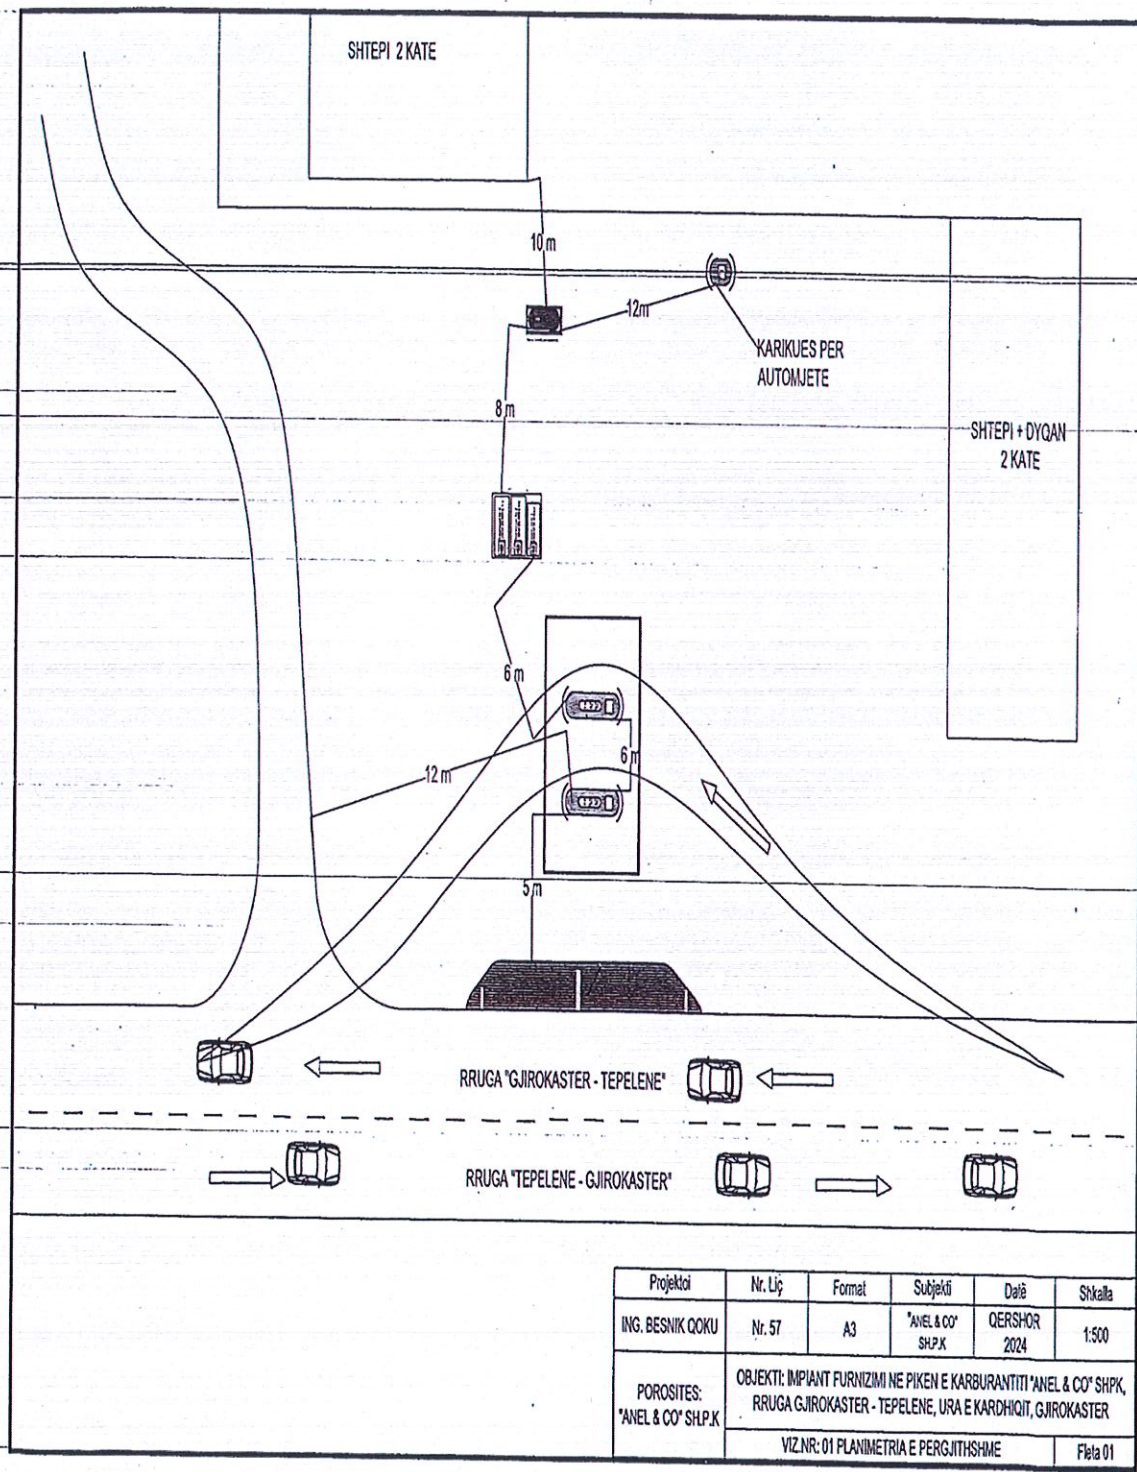 SHTEPI 2 KATE
10 m
12m
KARIKUES PER
AUTOMJETE
8 m
SHTEPI + DYQAN
2 KATE
6 m
6 m
12 m
5 m
RRUGA "GJIROKASTER - TEPELENE"
RRUGA "TEPELENE - GJIROKASTER"
Projektoi
Nr. Liç
Format
Subjekti
Datë
Shkalla
ING. BESNIK QOKU
Nr. 57
A3
"ANEL & CO"
SH.P.K
QERSHOR
2024
1:500
POROSITES:
"ANEL & CO" SH.P.K
OBJEKTI: IMPIANT FURNIZIMI NE PIKEN E KARBURANTIT "ANEL & CO" SHPK,
RRUGA GJIROKASTER - TEPELENE, URA E KARDHIQIT, GJIROKASTER
VIZ.NR: 01 PLANIMETRIA E PERGJITHSHME
Fleta 01